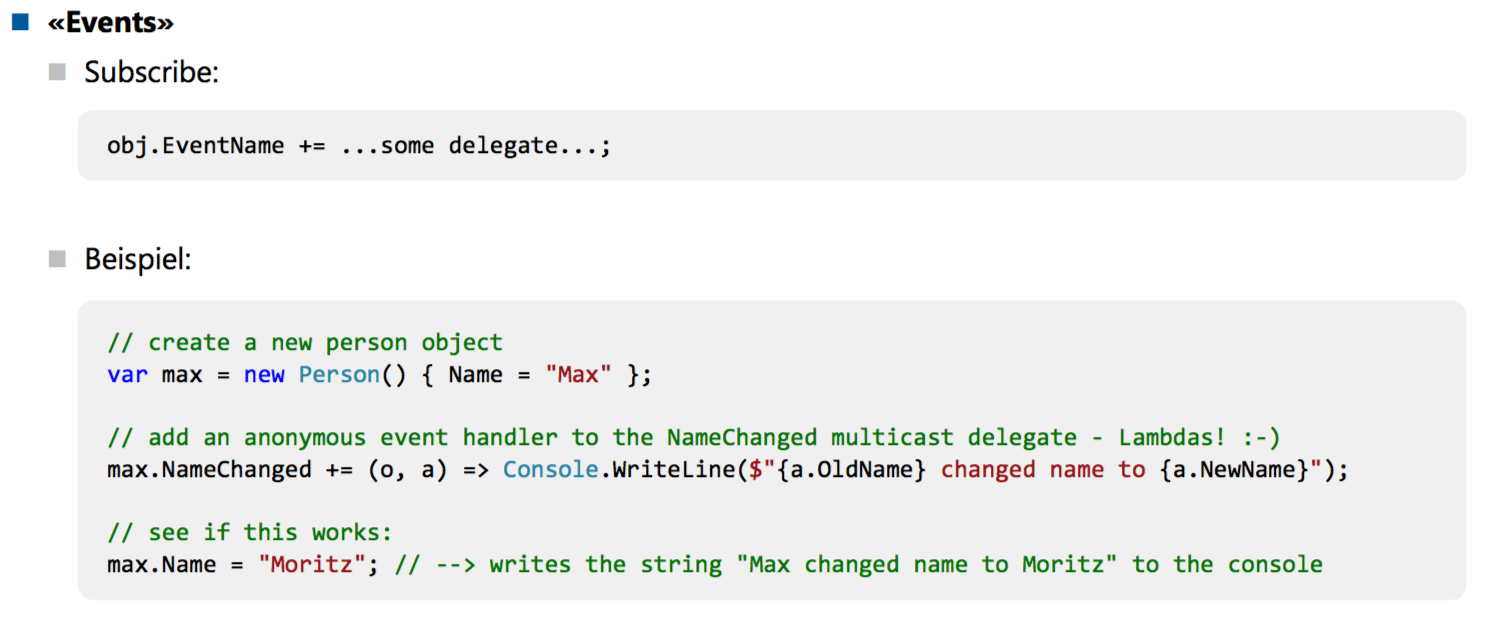 «Events»
Subscribe:
obj.EventName += ...some delegate...;
Beispiel:
// create a new person object
var max = new Person() { Name = "Max" };
// add an anonymous event handler to the NameChanged multicast delegate - Lambdas! :-)
max.NameChanged += (o, a) => Console.WriteLine($"{a.OldName} changed name to {a.NewName}");
// see if this works:
max.Name = "Moritz"; // --> writes the string "Max changed name to Moritz" to the console